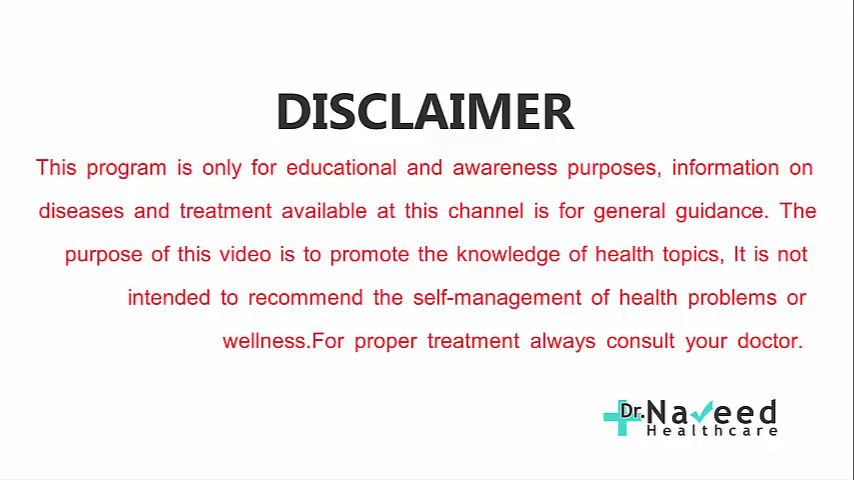 DISCLAIMER
This program is only for educational and awareness purposes, information on
diseases and treatment available at this channel is for general guidance. The
purpose of this video is to promote the knowledge of health topics, It is not
intended to recommend the self-management of health problems or
wellness.For proper treatment always consult your doctor.
Dr.Naveed
Healthcare